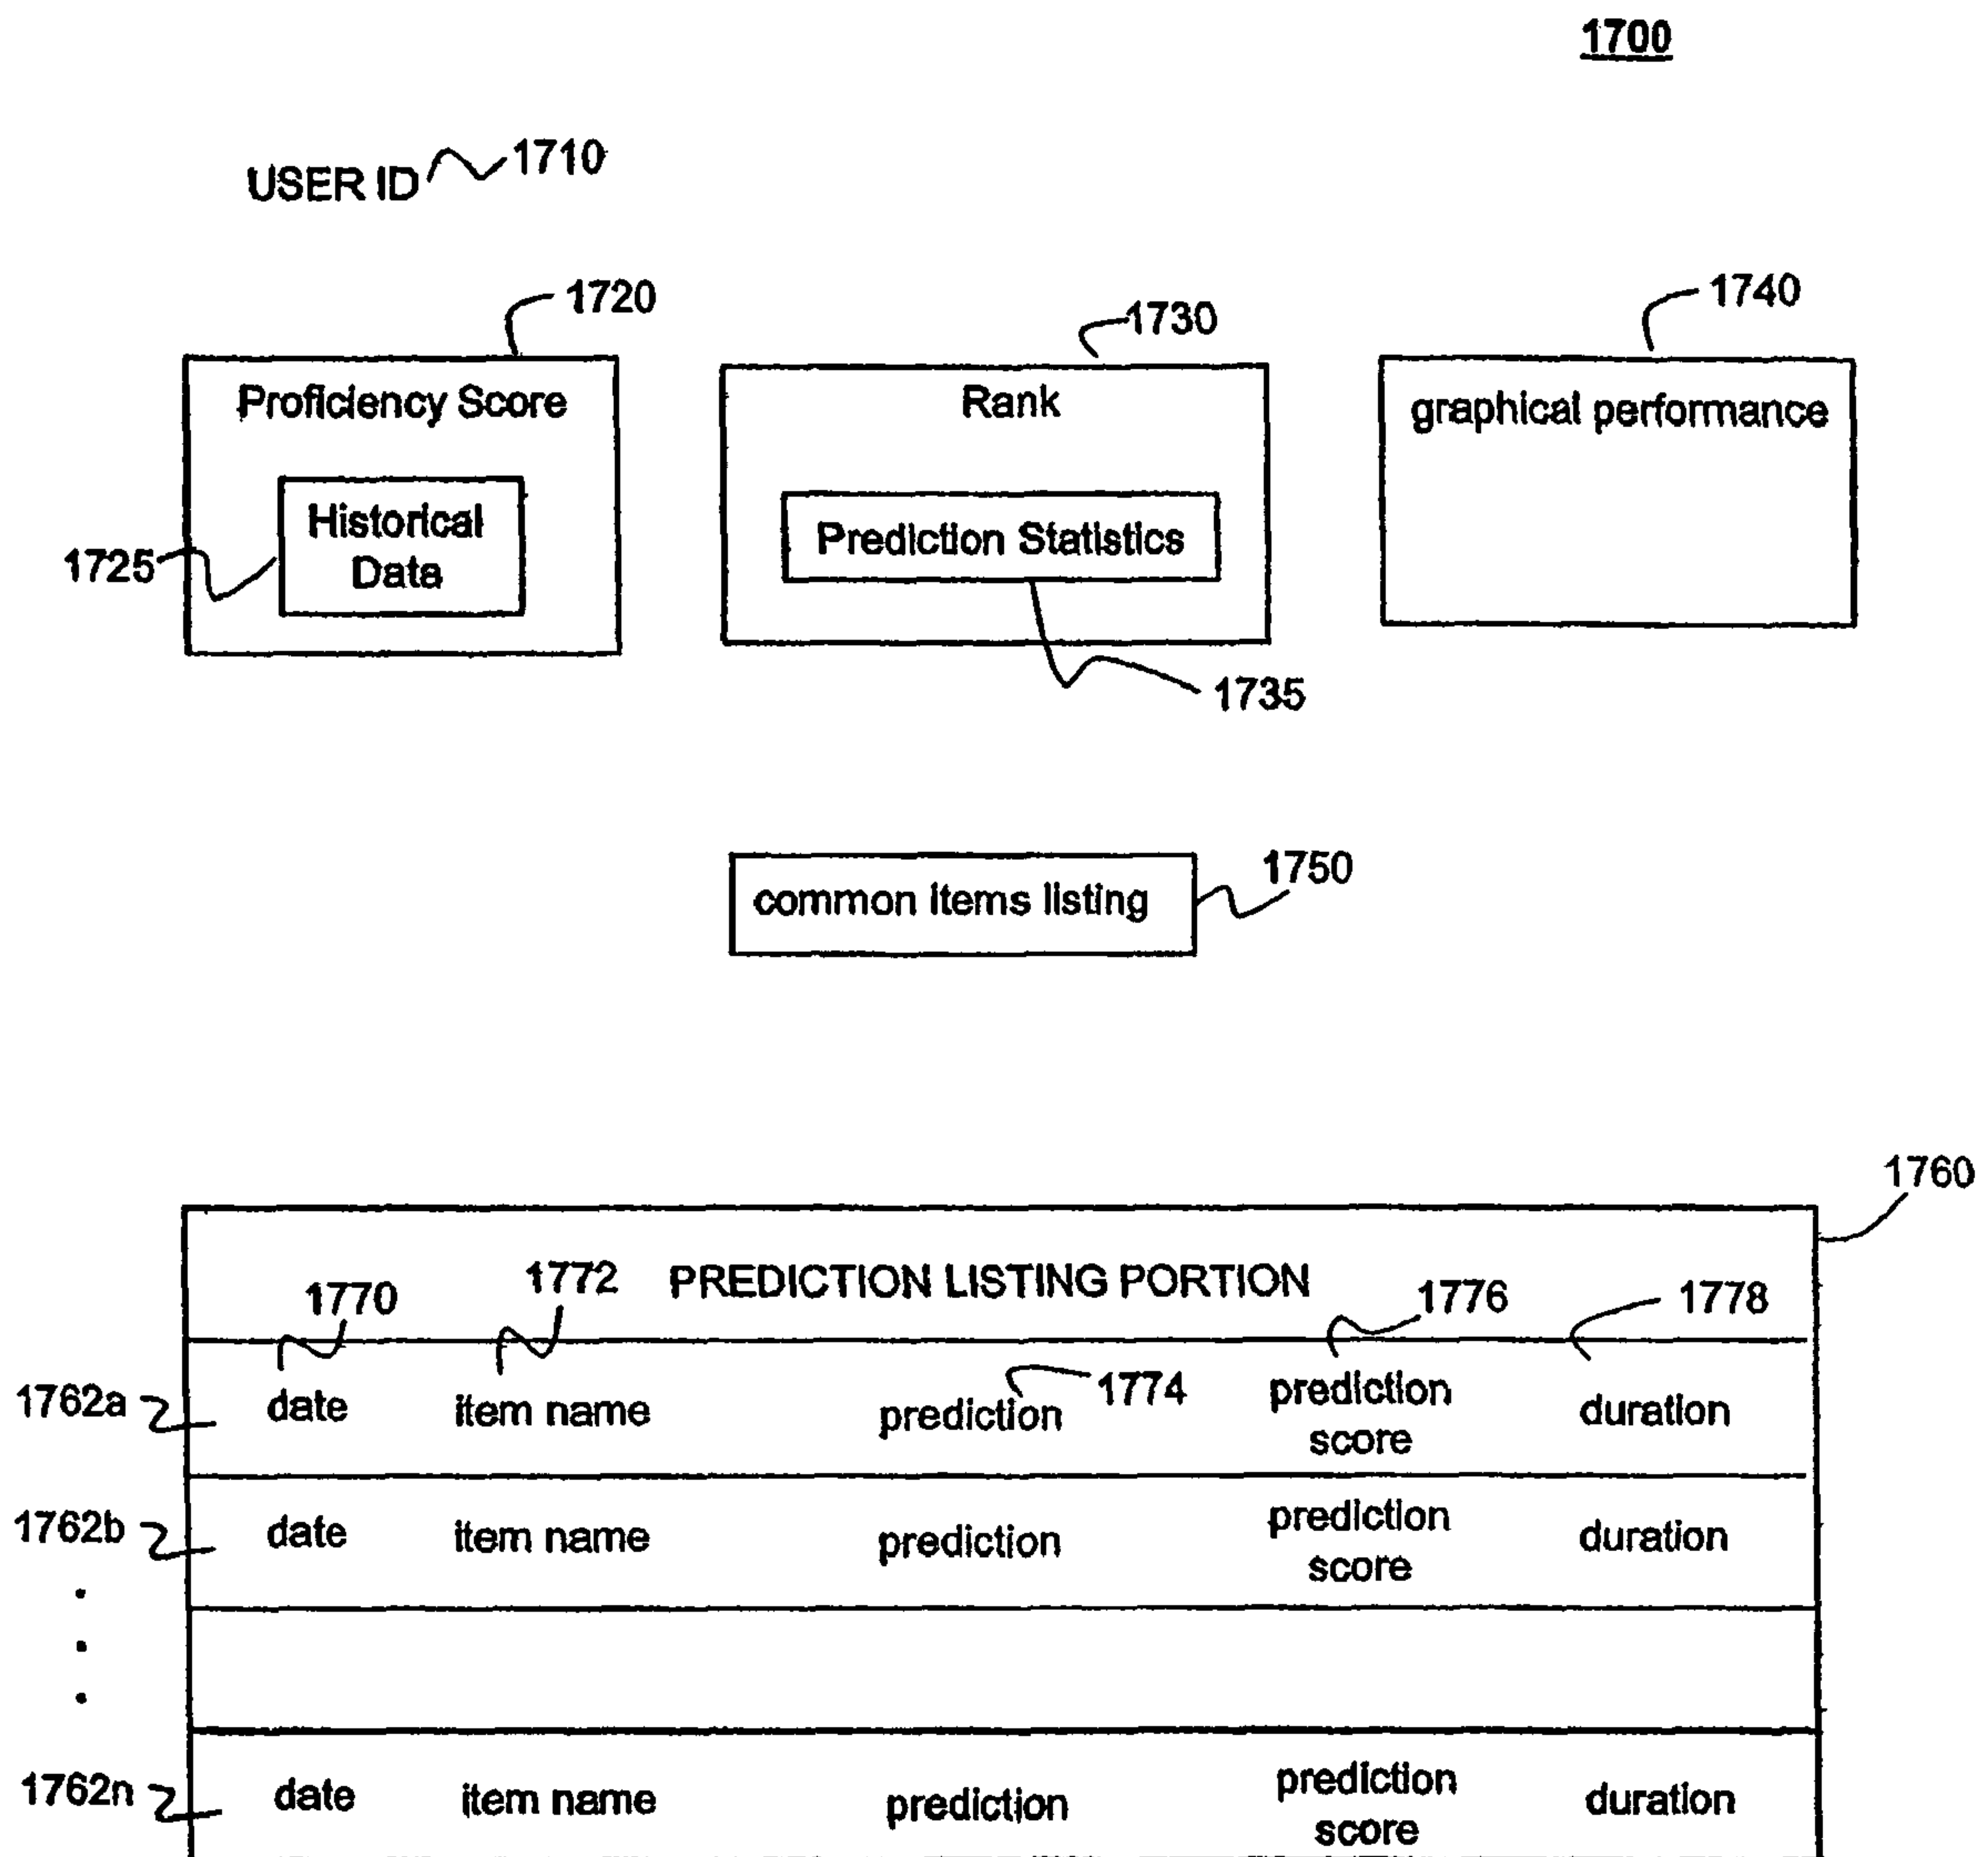 1700
USER ID 1710
1720 1730 1740
Proficiency Score Rank graphical performance
Historical
Data
Prediction Statistics
1725
1735
common items listing 1750
1760
PREDICTION LISTING PORTION
1770 1772 1776 1778
1762a date item name prediction 1774 prediction
score duration
1762b date item name prediction prediction
score duration
1762n date item name prediction prediction
score duration